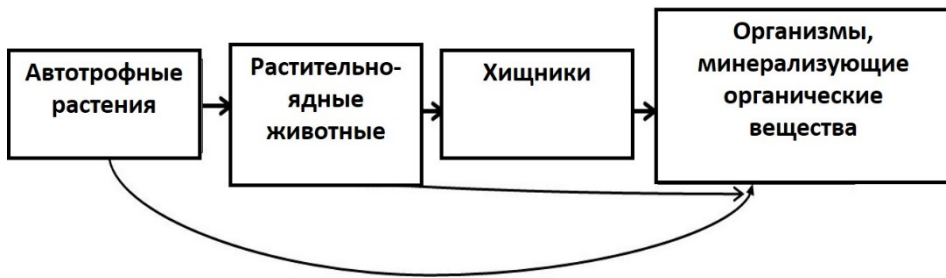 Автотрофные
растения
Растительно-
ядные
животные
Хищники
Организмы,
минерализующие
органические
вещества